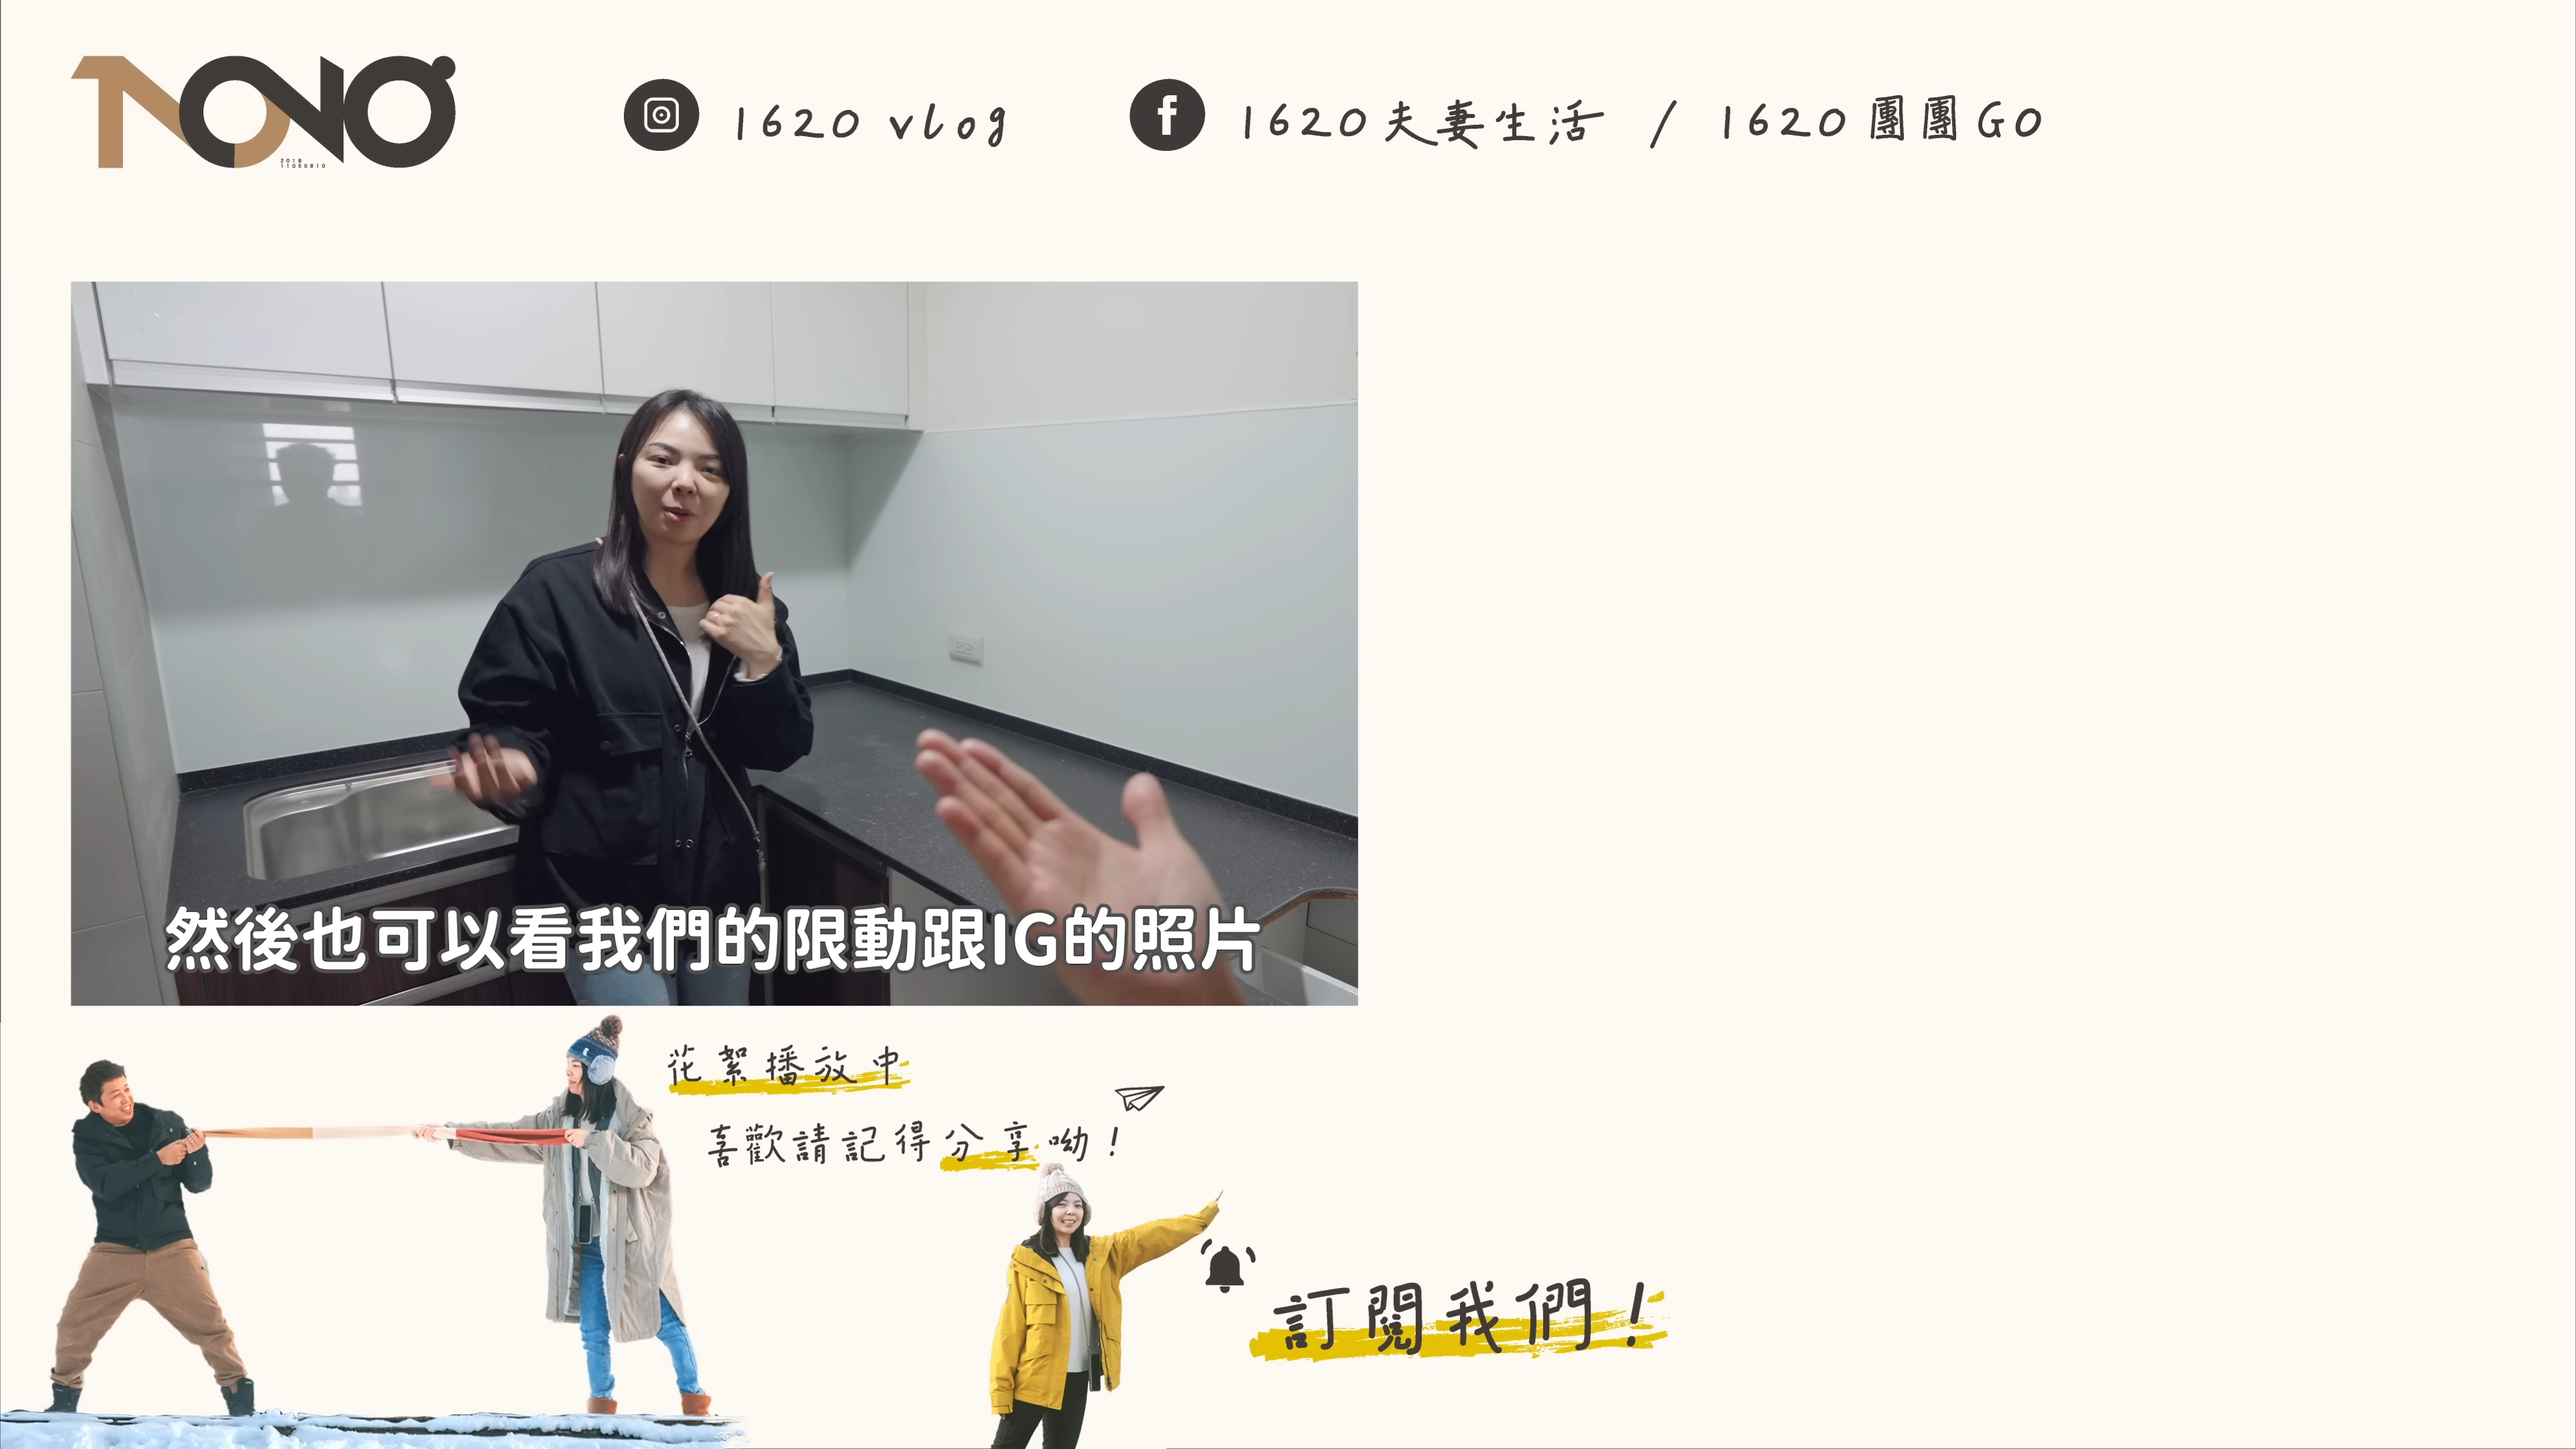 2018
11050810
1620 vlog
1620夫妻生活 / 1620團團GO
然後也可以看我們的限動跟IG的照片
花絮播放中
喜歡請記得分享呦！
訂閱我們！